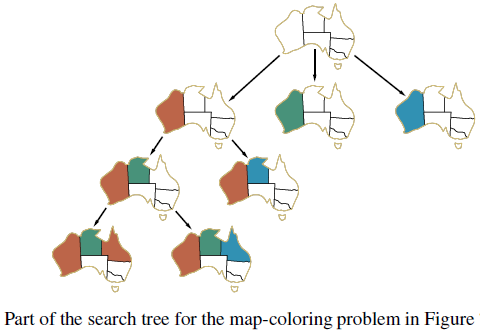 Part of the search tree for the map-coloring problem in Figure